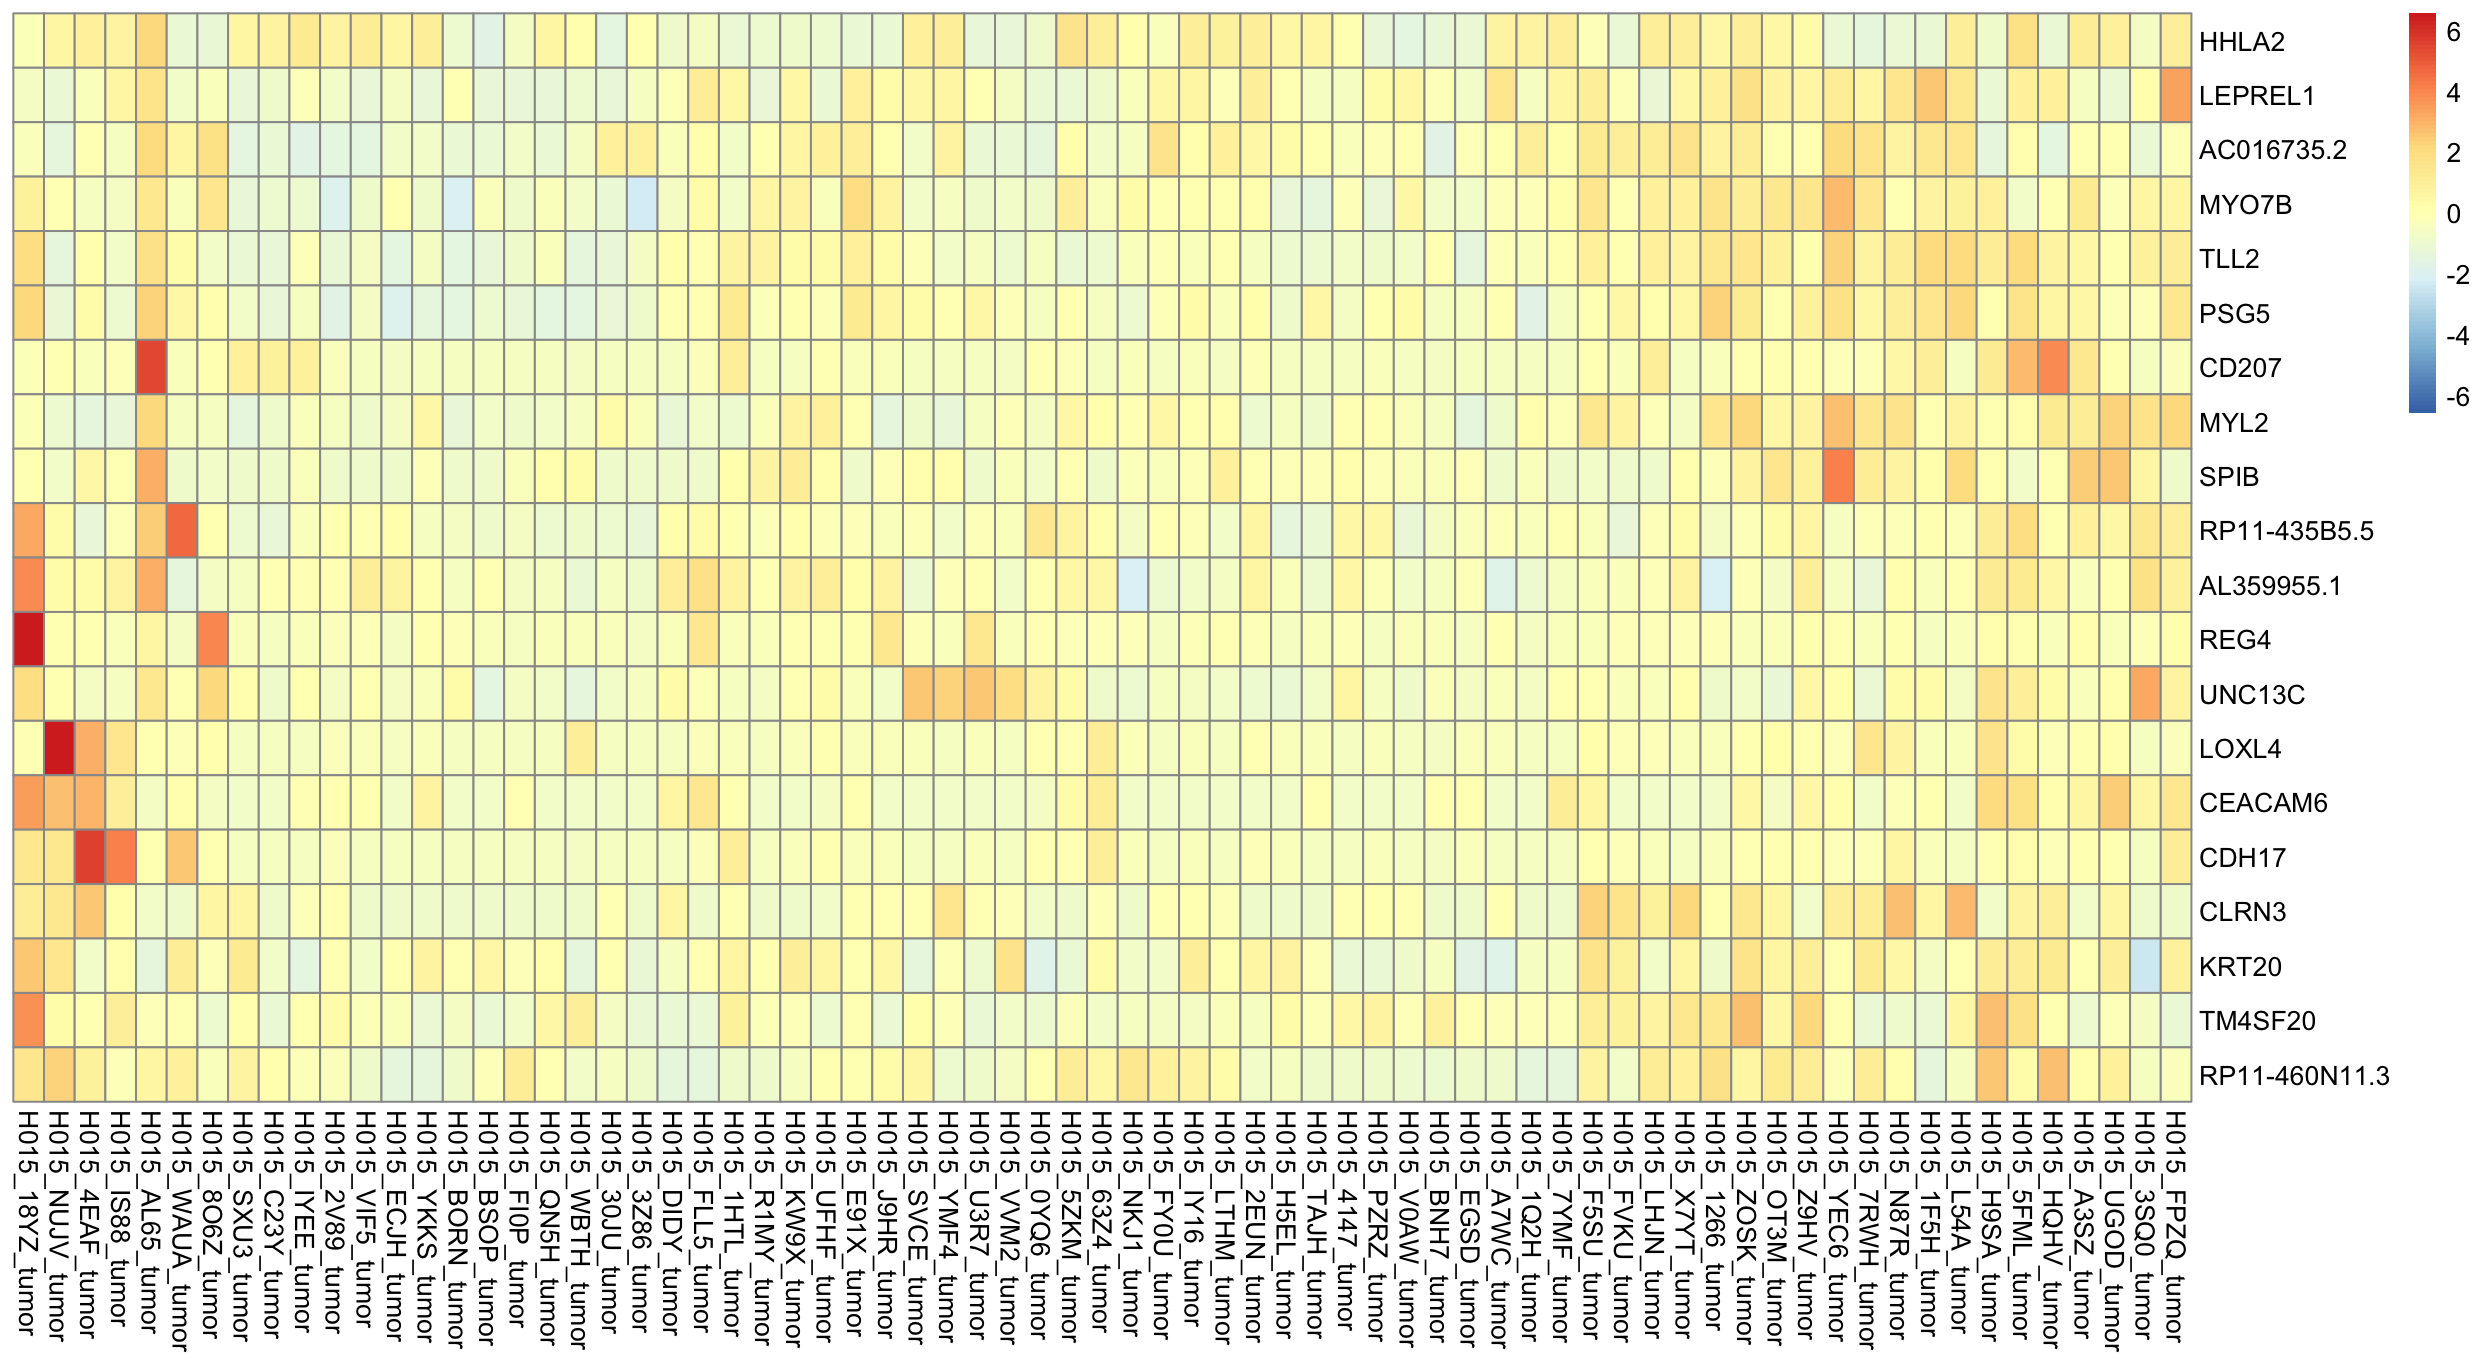 HHLA2
LEPREL1
AC016735.2
MYO7B
TLL2
PSG5
CD207
MYL2
SPIB
RP11-435B5.5
AL359955.1
REG4
UNC13C
LOXL4
CEACAM6
CDH17
CLRN3
KRT20
TM4SF20
RP11-460N11.3
6
4
2
0
-2
-4
-6
H015_18YZ_tumor
H015_NUJV_tumor
H015_4EAF_tumor
H015_IS88_tumor
H015_AL65_tumor
H015_WAUA_tumor
H015_8O6Z_tumor
H015_SXU3_tumor
H015_C23Y_tumor
H015_IYEE_tumor
H015_2V89_tumor
H015_VIF5_tumor
H015_ECJH_tumor
H015_YKKS_tumor
H015_BORN_tumor
H015_BSOP_tumor
H015_FI0P_tumor
H015_QN5H_tumor
H015_WBTH_tumor
H015_30JU_tumor
H015_3Z86_tumor
H015_DIDY_tumor
H015_FLL5_tumor
H015_1HTL_tumor
H015_R1MY_tumor
H015_KW9X_tumor
H015_UFHF_tumor
H015_E91X_tumor
H015_J9HR_tumor
H015_SVCE_tumor
H015_YMF4_tumor
H015_U3R7_tumor
H015_VVM2_tumor
H015_0YQ6_tumor
H015_5ZKM_tumor
H015_63Z4_tumor
H015_NKJ1_tumor
H015_FY0U_tumor
H015_IY16_tumor
H015_LTHM_tumor
H015_2EUN_tumor
H015_H5EL_tumor
H015_TAJH_tumor
H015_4147_tumor
H015_PZRZ_tumor
H015_V0AW_tumor
H015_BNH7_tumor
H015_EGSD_tumor
H015_A7WC_tumor
H015_1Q2H_tumor
H015_7YMF_tumor
H015_F5SU_tumor
H015_FVKU_tumor
H015_LHJN_tumor
H015_X7YT_tumor
H015_1266_tumor
H015_ZOSK_tumor
H015_OT3M_tumor
H015_Z9HV_tumor
H015_YEC6_tumor
H015_7RWH_tumor
H015_N87R_tumor
H015_1F5H_tumor
H015_L54A_tumor
H015_H9SA_tumor
H015_5FML_tumor
H015_HQHV_tumor
H015_A3SZ_tumor
H015_UGOD_tumor
H015_3SQ0_tumor
H015_FPZQ_tumor